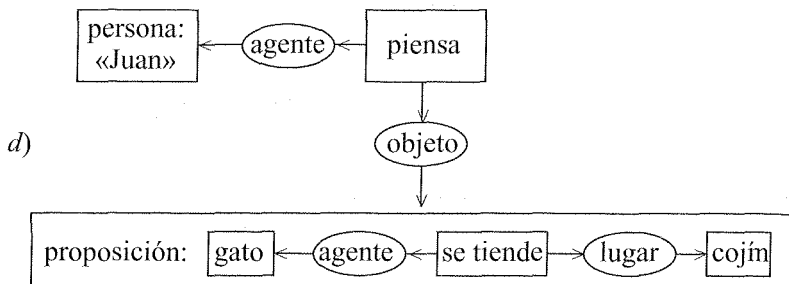 persona:
«Juan»
agente
piensa
d)
objeto
proposición: gato agente se tiende lugar cojín